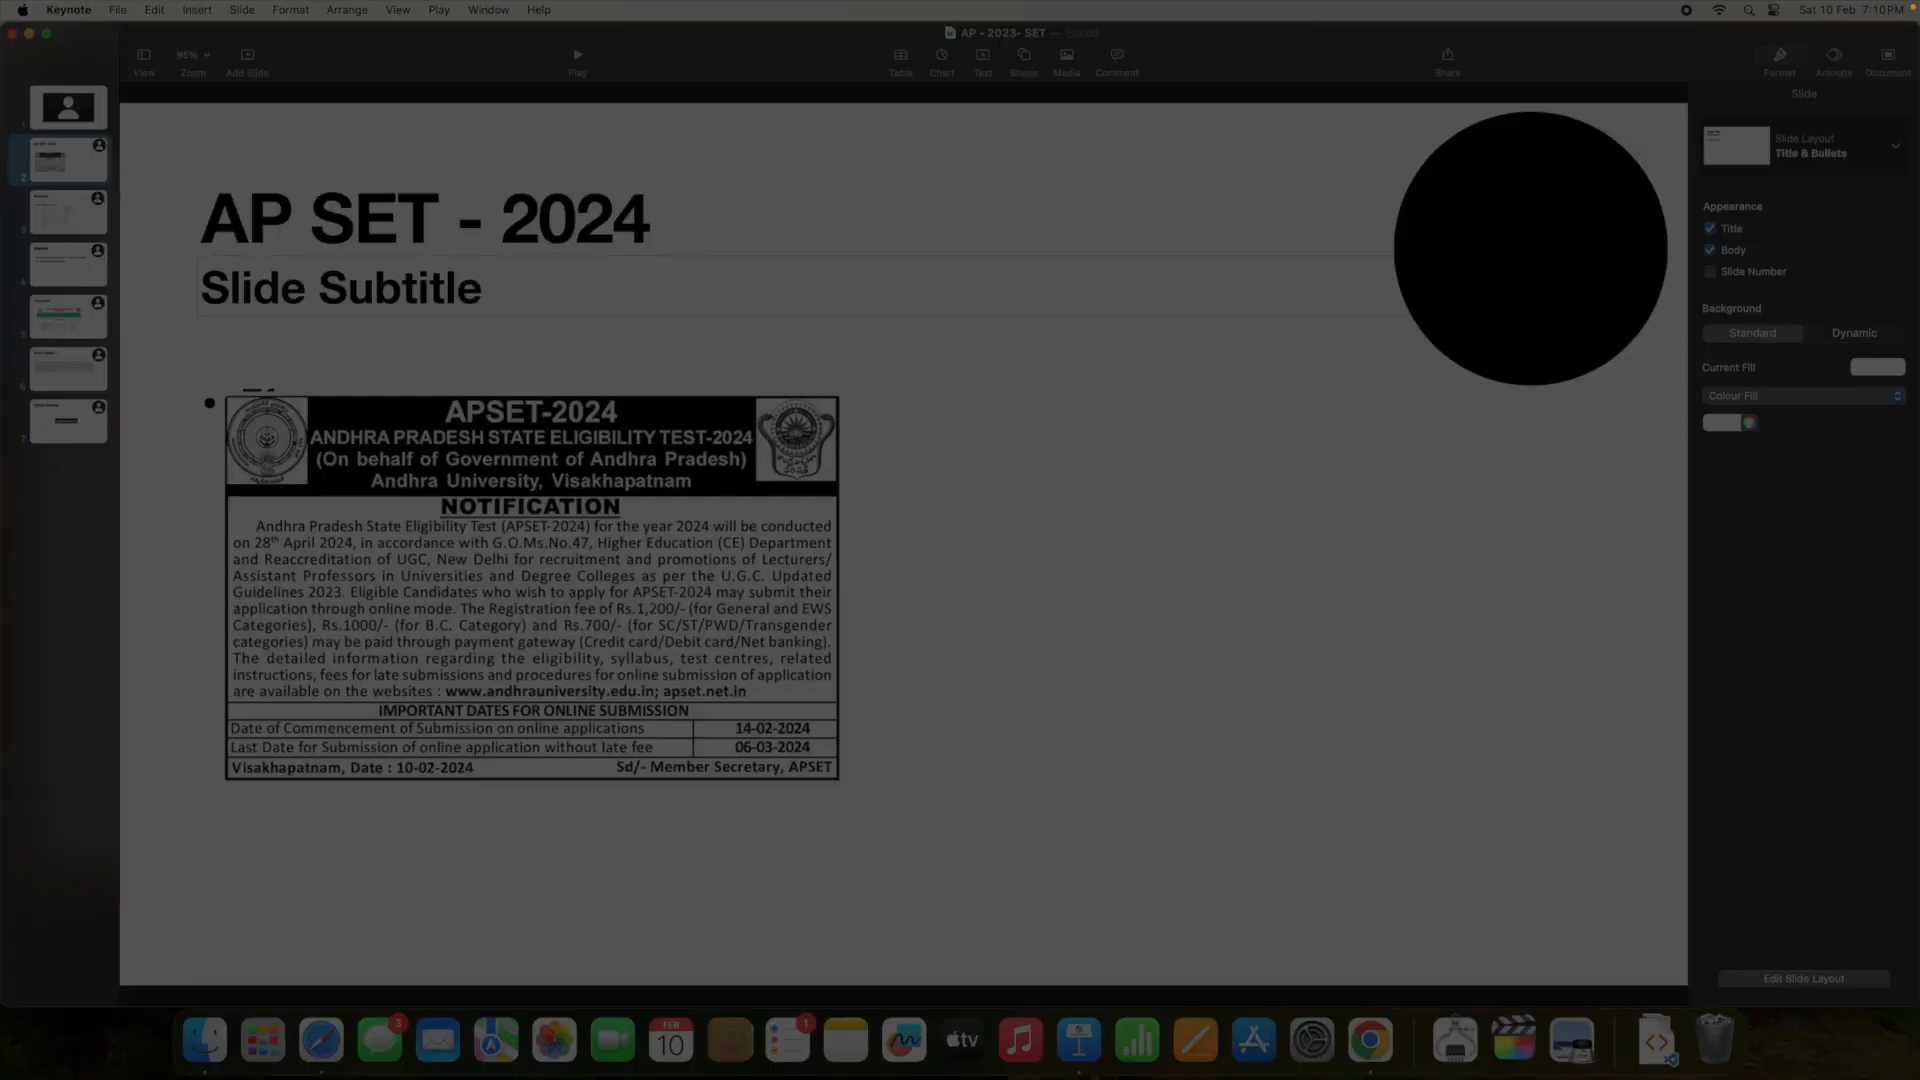 Keynote File Edit Insert Slide Format Arrange View Play Window Help
Sat 10 Feb 7:10 PM
AP - 2023- SET — Edited
95%
View Zoom Add Slide Play Table Chart Text Shape Media Comment Share Format Animate Document
Slide
Slide Layout
Title & Bullets
Appearance
Title
Body
Slide Number
Background
Standard Dynamic
Current Fill
Colour Fill
Edit Slide Layout
1
2
3
4
5
6
7
AP SET - 2024
Slide Subtitle
APSET-2024
ANDHRA PRADESH STATE ELIGIBILITY TEST-2024
(On behalf of Government of Andhra Pradesh)
Andhra University, Visakhapatnam
NOTIFICATION
Andhra Pradesh State Eligibility Test (APSET-2024) for the year 2024 will be conducted
on 28th April 2024, in accordance with G.O.Ms.No.47, Higher Education (CE) Department
and Reaccreditation of UGC, New Delhi for recruitment and promotions of Lecturers/
Assistant Professors in Universities and Degree Colleges as per the U.G.C. Updated
Guidelines 2023. Eligible Candidates who wish to apply for APSET-2024 may submit their
application through online mode. The Registration fee of Rs.1,200/- (for General and EWS
Categories), Rs.1000/- (for B.C. Category) and Rs.700/- (for SC/ST/PWD/Transgender
categories) may be paid through payment gateway (Credit card/Debit card/Net banking).
The detailed information regarding the eligibility, syllabus, test centres, related
instructions, fees for late submissions and procedures for online submission of application
are available on the websites : www.andhrauniversity.edu.in; apset.net.in
IMPORTANT DATES FOR ONLINE SUBMISSION
Date of Commencement of Submission on online applications 14-02-2024
Last Date for Submission of online application without late fee 06-03-2024
Visakhapatnam, Date : 10-02-2024 Sd/- Member Secretary, APSET
3
FEB
10
1
tv